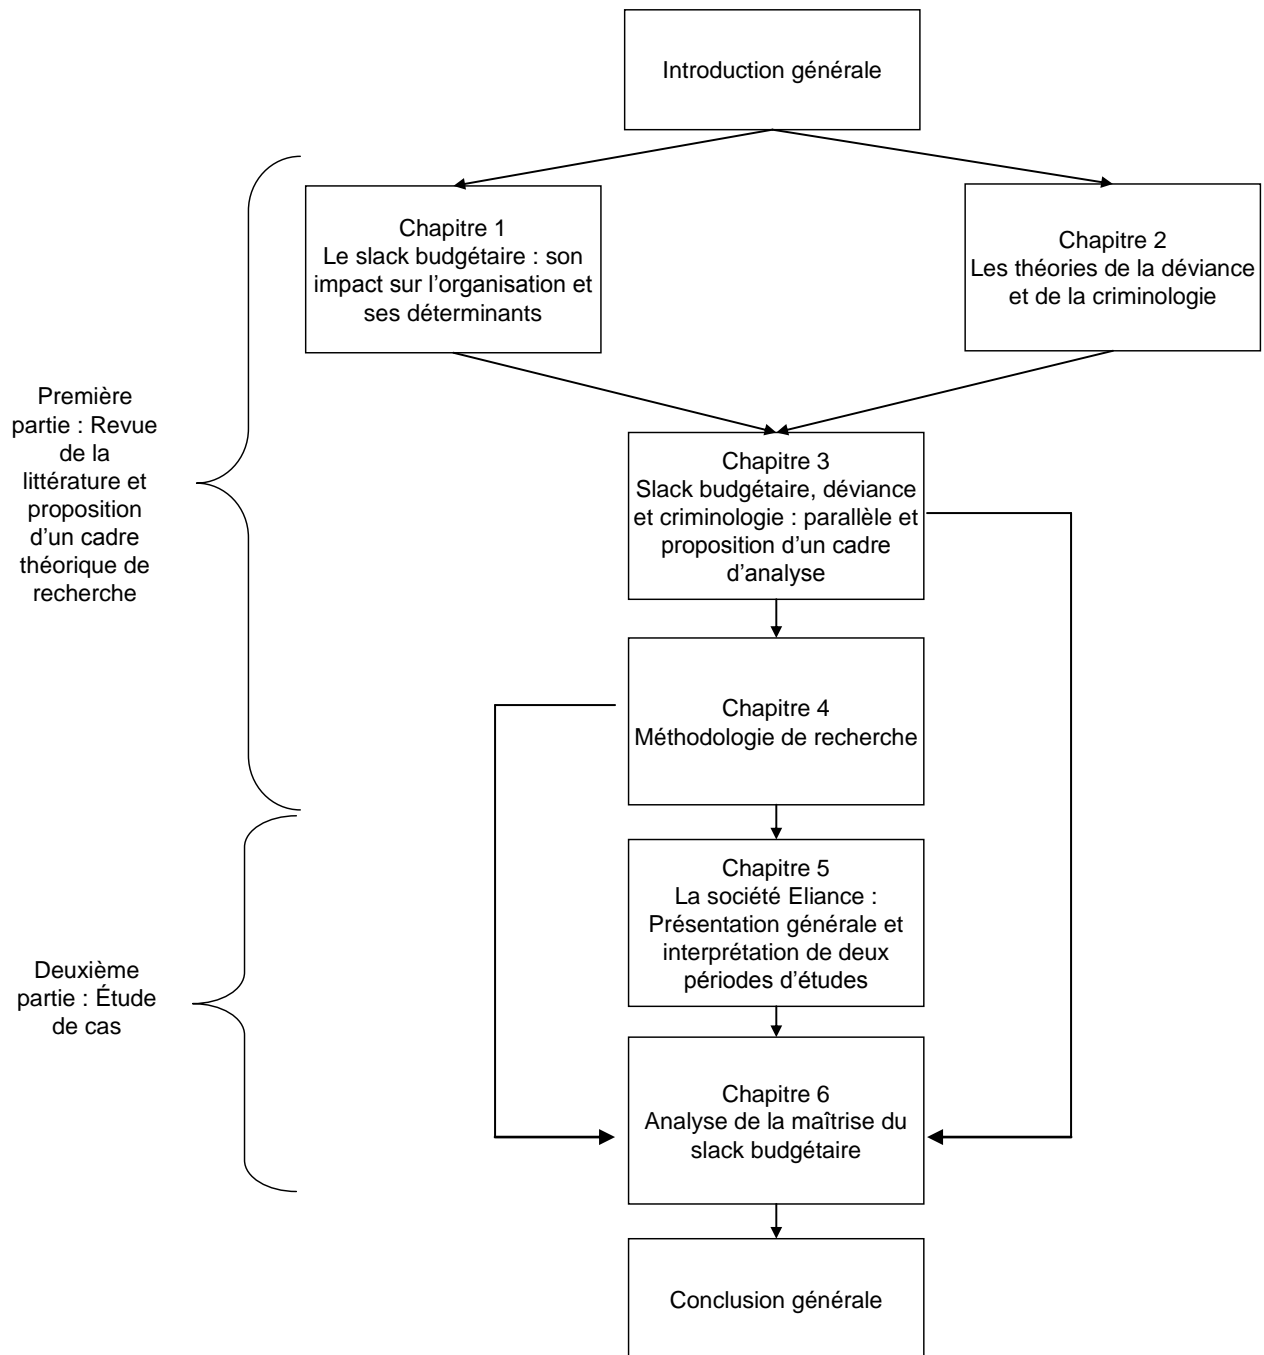 Introduction générale
Chapitre 1
Le slack budgétaire : son
impact sur l’organisation et
ses déterminants
Chapitre 2
Les théories de la déviance
et de la criminologie
Première
partie : Revue
de la
littérature et
proposition
d’un cadre
théorique de
recherche
Chapitre 3
Slack budgétaire, déviance
et criminologie : parallèle et
proposition d’un cadre
d’analyse
Chapitre 4
Méthodologie de recherche
Deuxième
partie : Étude
de cas
Chapitre 5
La société Eliance :
Présentation générale et
interprétation de deux
périodes d’études
Chapitre 6
Analyse de la maîtrise du
slack budgétaire
Conclusion générale